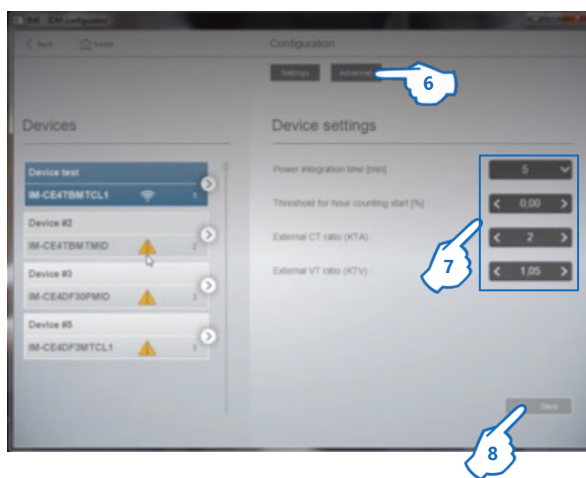 IME - IDM configurator
back
home
Configuration
Settings
Advanced
6
Devices
Device settings
Device test
IM-CE4TBMTCL1
1
Device #2
IM-CE4TBMTMID
2
Device #3
IM-CE4DF30PMID
3
Device #5
IM-CE4DF3MTCL1
5
Power integration time [min]
5
Threshold for hour counting start [%]
0,00
External CT ratio (KTA) :
2
External VT ratio (KTV) :
1,05
7
Save
8